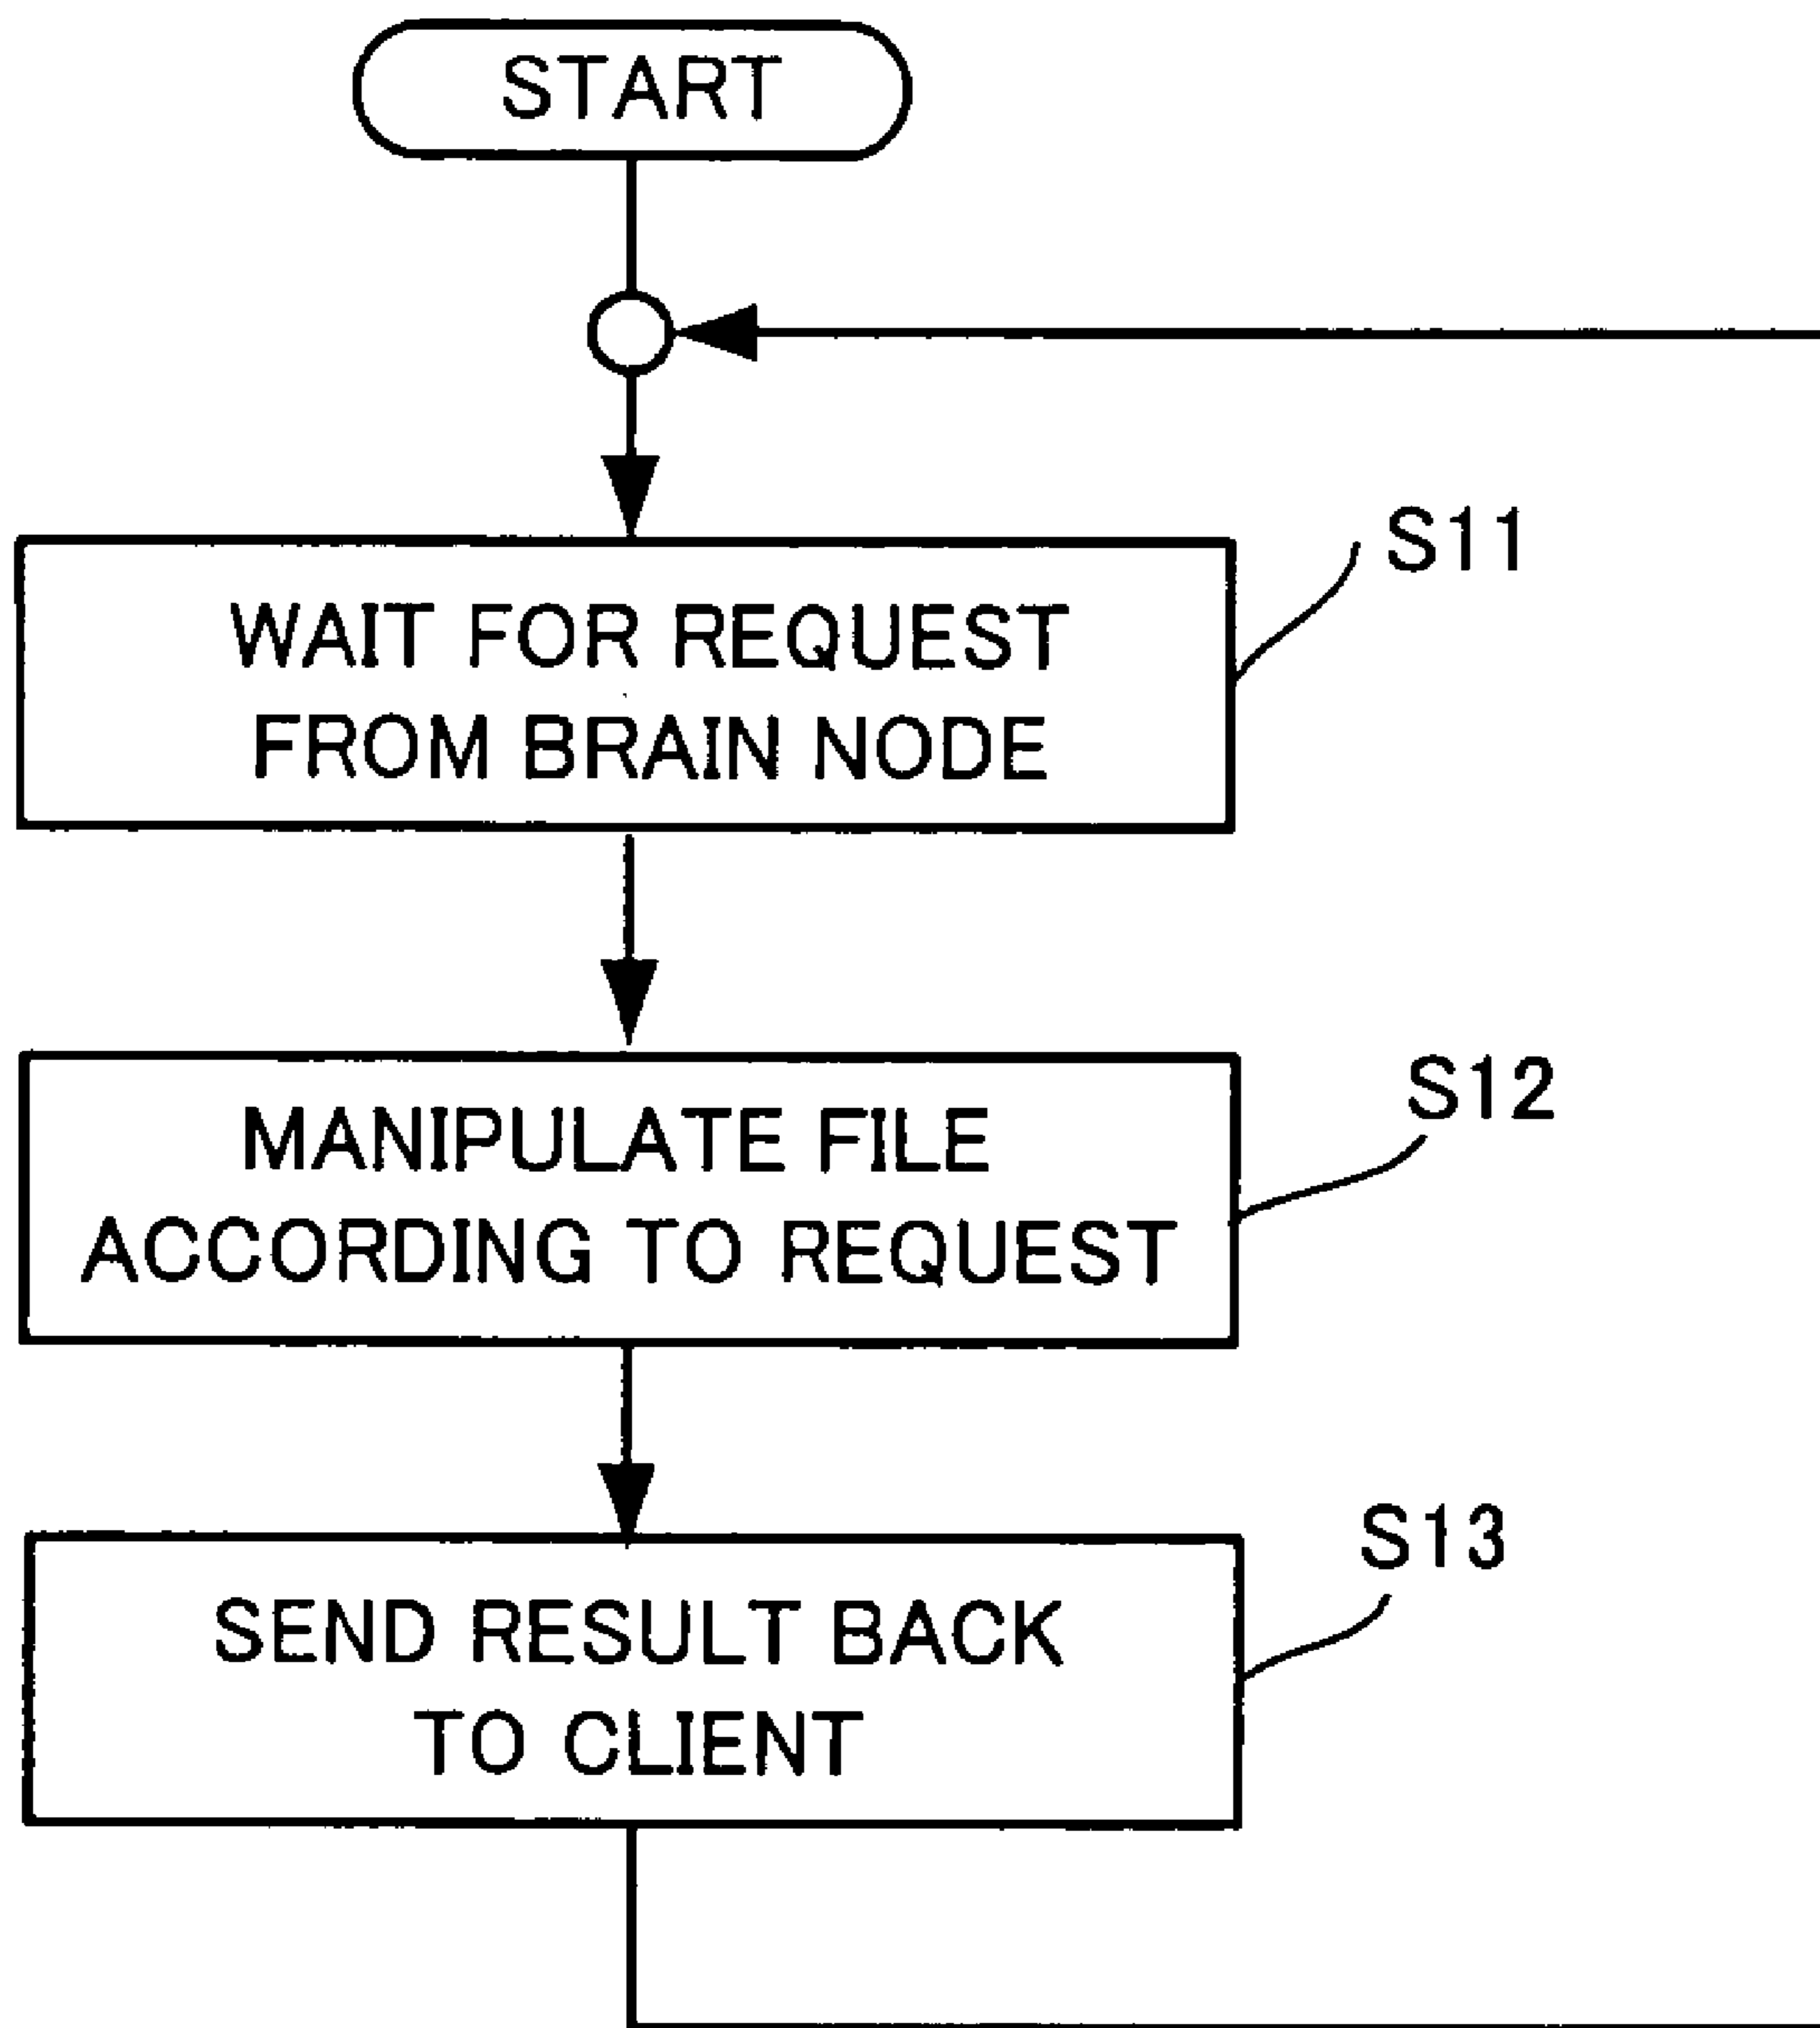 START
S11
WAIT FOR REQUEST
FROM BRAIN NODE
S12
MANIPULATE FILE
ACCORDING TO REQUEST
S13
SEND RESULT BACK
TO CLIENT